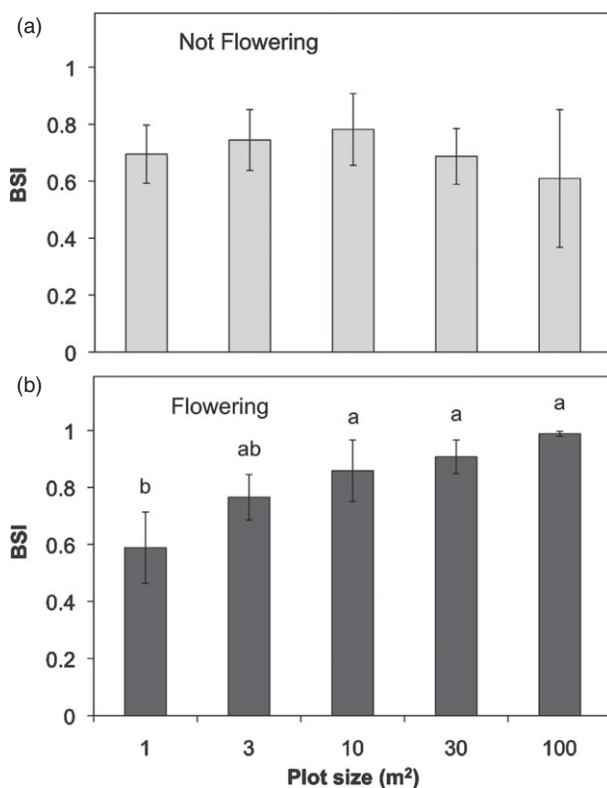 (a)
Not Flowering
1
0.8
0.6
0.4
0.2
0
BSI
(b)
Flowering
b
ab
a
a
a
1
0.8
0.6
0.4
0.2
0
BSI
1 3 10 30 100
Plot size (m²)